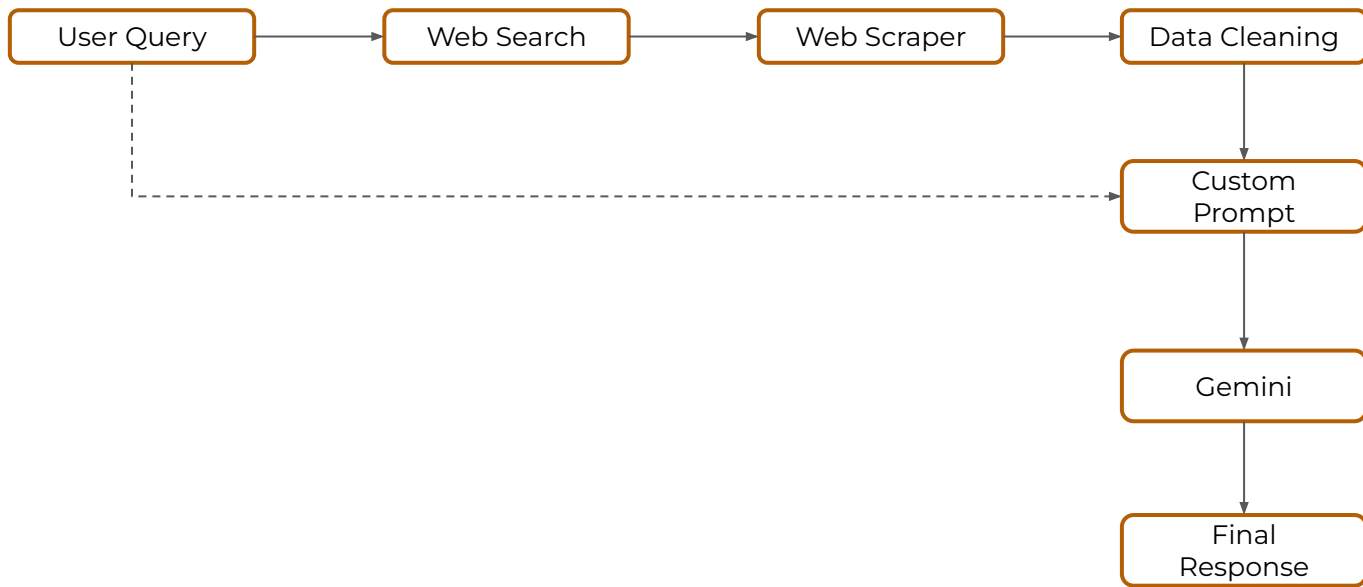 User Query
Web Search
Web Scraper
Data Cleaning
Custom
Prompt
Gemini
Final
Response